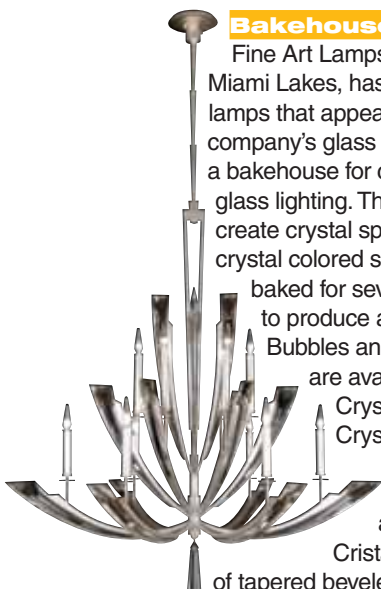 Bakehouse
Fine Art Lamps
Miami Lakes, has
lamps that appea
company's glass
a bakehouse for
glass lighting. Th
create crystal sp
crystal colored s
baked for sev
to produce a
Bubbles an
are ava
Crys
Crys
a
Crist
of tapered bevele